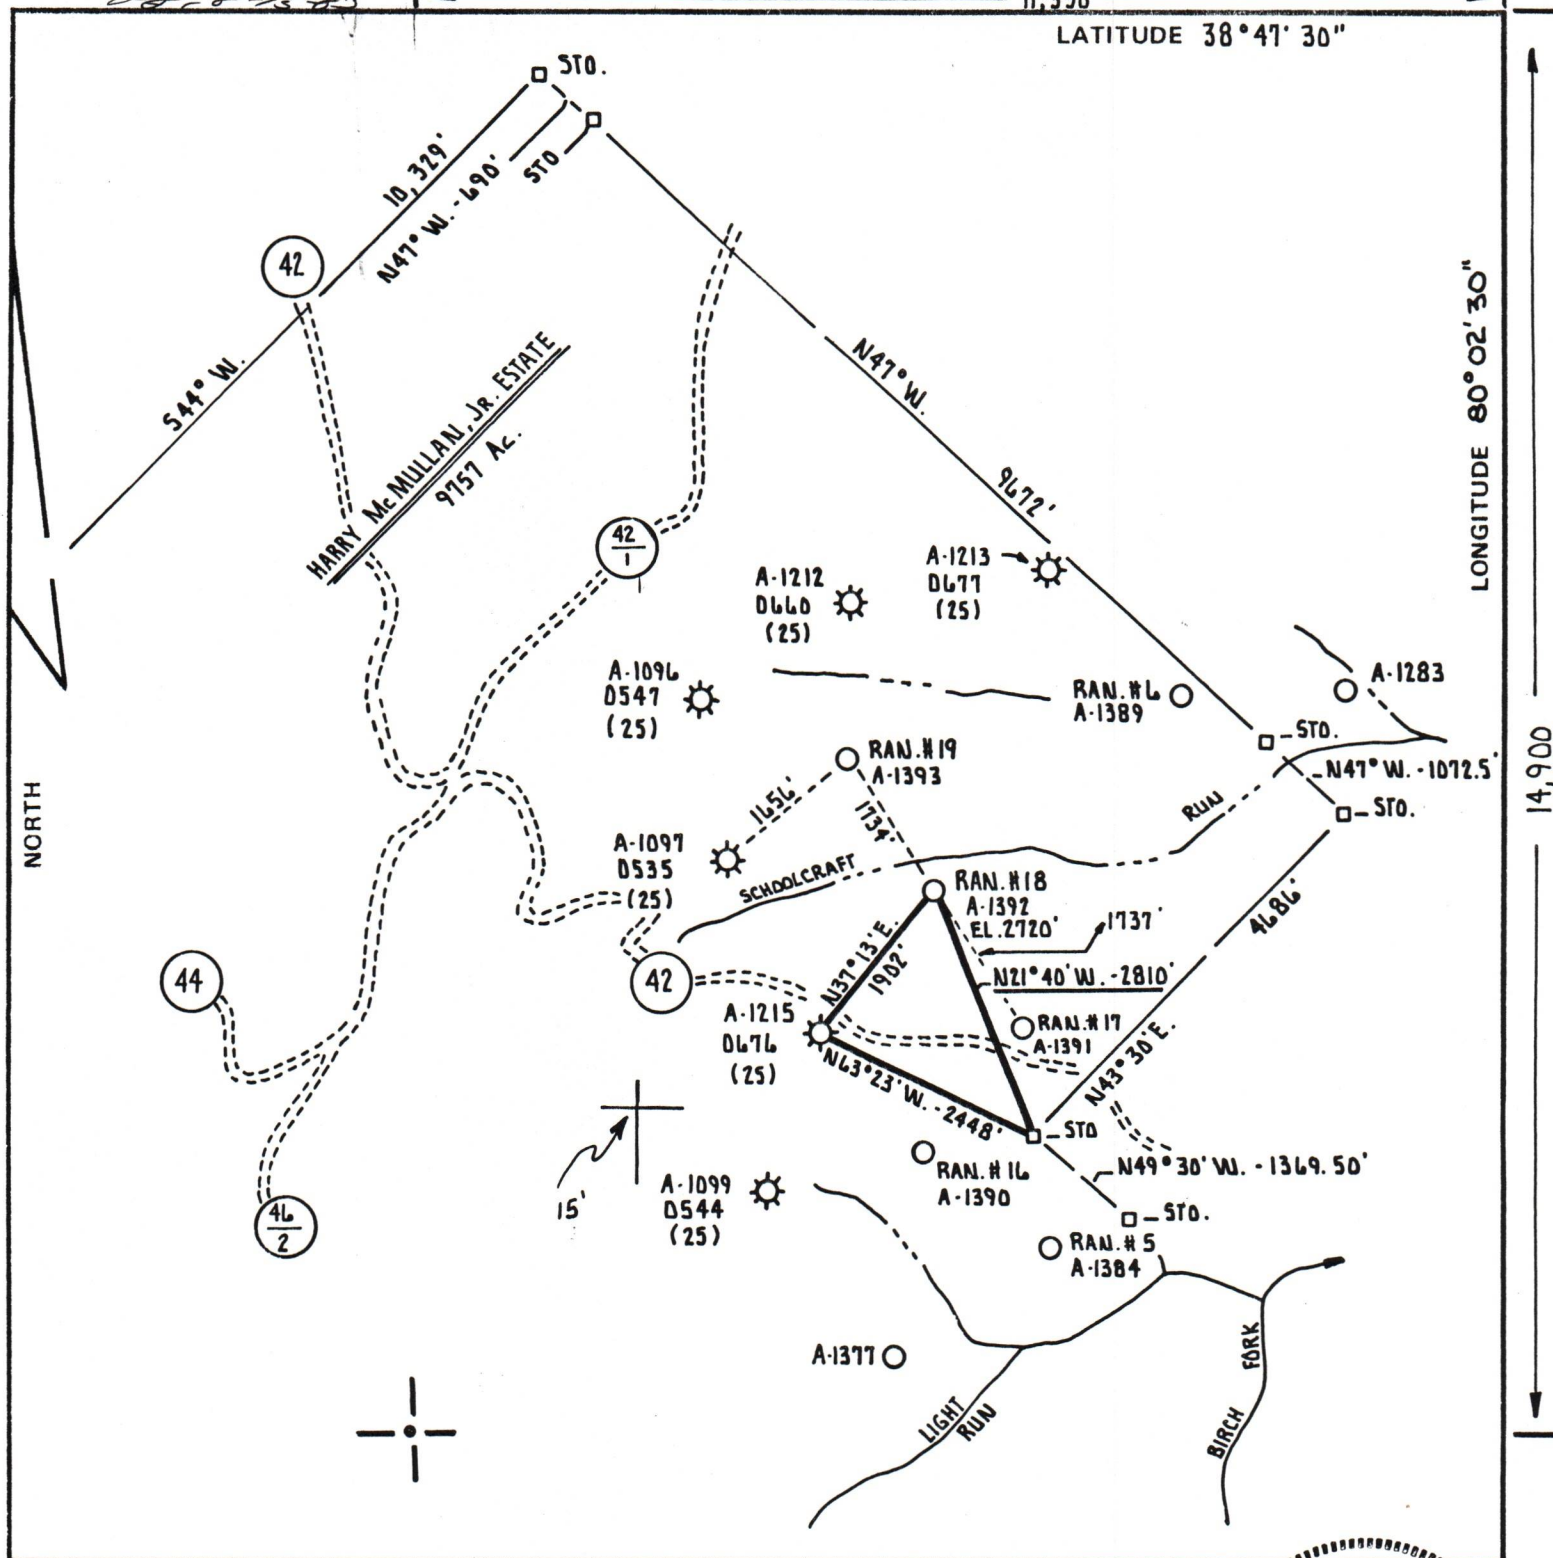 LATITUDE 38°47'30"
STO.
STO
10,329'
N47°W.-690'
42
S44°W.
HARRY McMULLAN, JR. ESTATE
9757 Ac.
N47°W.
9672'
LONGITUDE 80°02'30"
42
1
A-1213
D677
(25)
A-1212
D660
(25)
A-1096
D547
(25)
RAN.#6
A-1389
A-1283
-STO.
N47°W.-1072.5'
-STO.
14,900
RAN.#19
A-1393
1656'
1734'
NORTH
A-1097
D535
(25)
SCHOOLCRAFT
RUN
RAN.#18
A-1392
EL.2720'
1737'
4686'
N37°13'E.
1902'
N21°40'W.-2810'
44
42
A-1215
D676
(25)
RAN.#17
A-1391
N43°30'E.
N63°23'W.-2448'
-STO
15'
RAN.#16
A-1390
N49°30'W.-1369.50'
A-1099
D544
(25)
-STO.
46
2
RAN.#5
A-1384
A-1377
LIGHT
RUN
BIRCH FORK